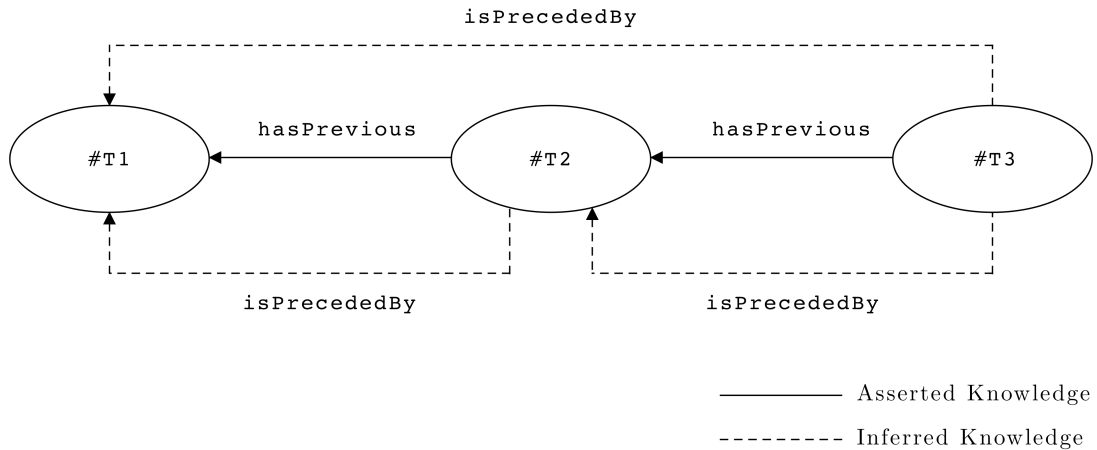 isPrecededBy
hasPrevious
hasPrevious
#T1
#T2
#T3
isPrecededBy
isPrecededBy
Asserted Knowledge
Inferred Knowledge